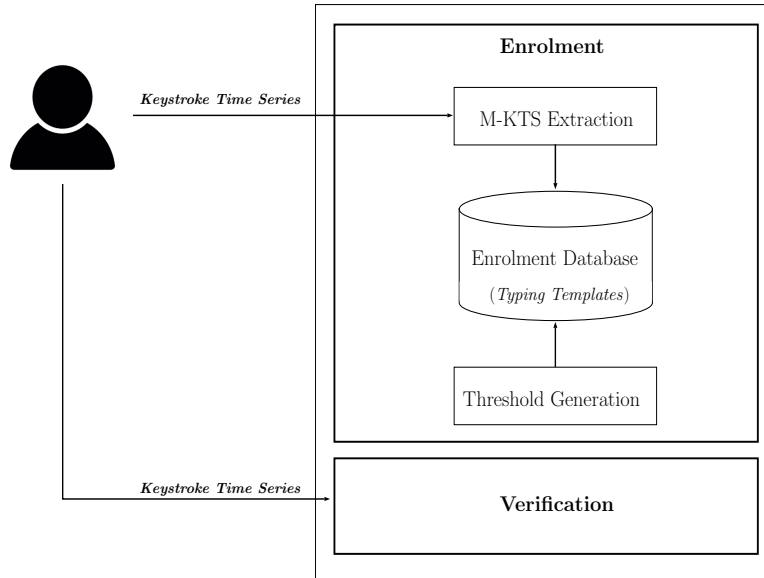 Enrolment
Keystroke Time Series
M-KTS Extraction
Enrolment Database
(Typing Templates)
Threshold Generation
Keystroke Time Series
Verification